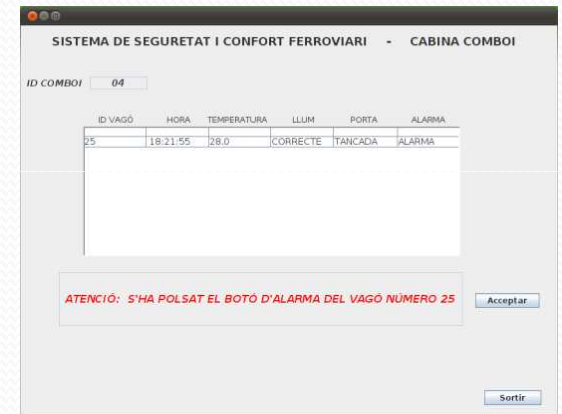 SISTEMA DE SEGURETAT I CONFORT FERROVIARI - CABINA COMBOI
ID COMBOI 04
ID VAGÓ HORA TEMPERATURA LLUM PORTA ALARMA
25 18:21:55 28.0 CORRECTE TANCADA ALARMA
ATENCIÓ: S'HA POLSAT EL BOTÓ D'ALARMA DEL VAGÓ NÚMERO 25
Acceptar
Sortir